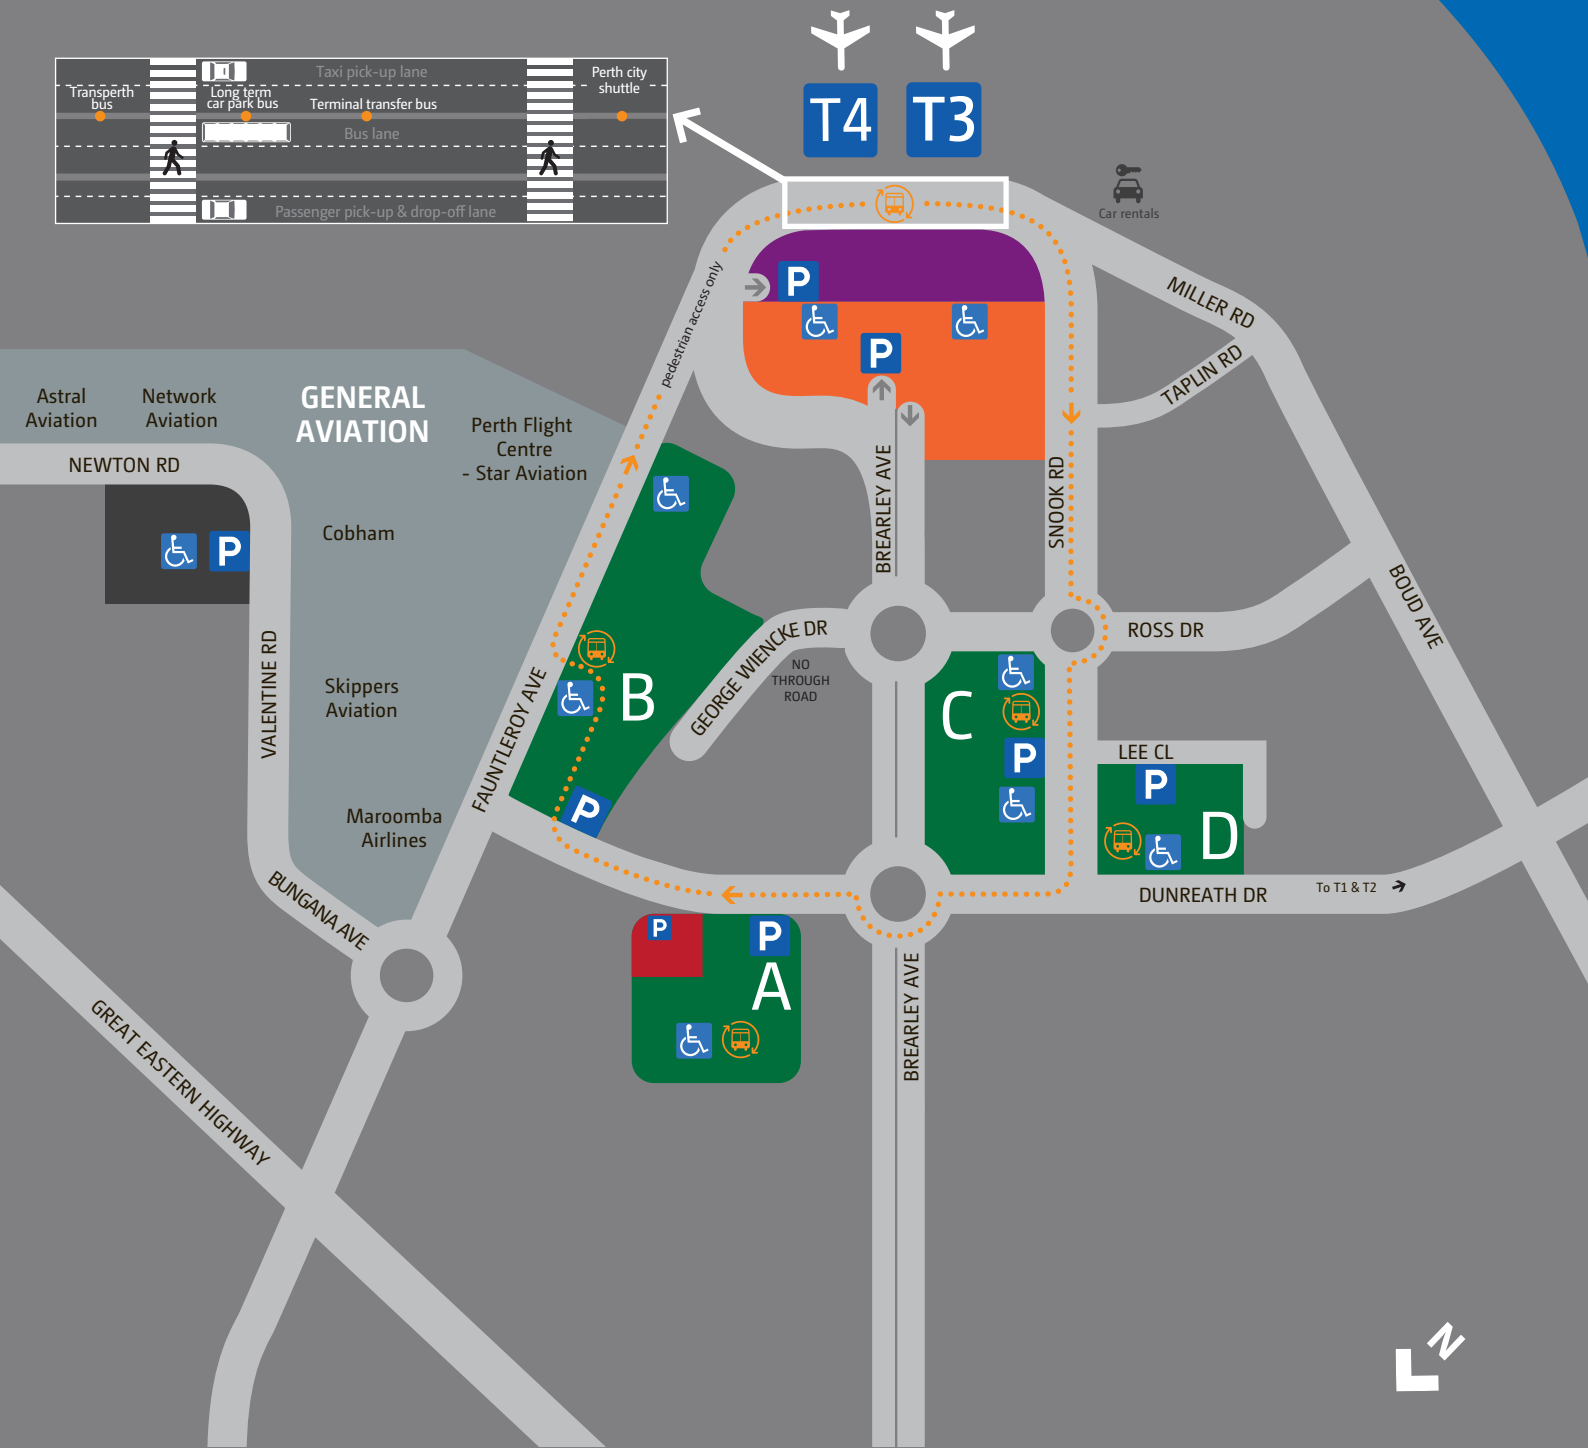 T4
T3
Taxi pick-up lane
Transperth
bus
Long term
car park bus
Terminal transfer bus
Perth city
shuttle
Bus lane
Passenger pick-up & drop-off lane
Car rentals
P
pedestrian access only
MILLER RD
P
TAPLIN RD
Astral
Aviation
Network
Aviation
GENERAL
AVIATION
Perth Flight
Centre
- Star Aviation
NEWTON RD
BREARLEY AVE
SNOOK RD
Cobham
P
BOUD AVE
GEORGE WIENCKE DR
ROSS DR
NO
THROUGH
ROAD
VALENTINE RD
Skippers
Aviation
B
FAUNTLEROY AVE
C
P
LEE CL
P
P
Maroomba
Airlines
D
BUNGANA AVE
DUNREATH DR
To T1 & T2
P
P
A
BREARLEY AVE
GREAT EASTERN HIGHWAY
N